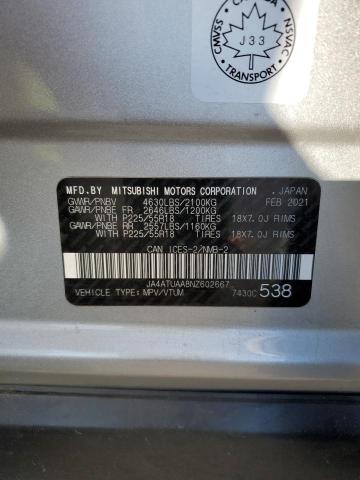 CMVSS CANADA NSVAC
J33
TRANSPORT
MFD.BY MITSUBISHI MOTORS CORPORATION , JAPAN
GVWR/PNBV 4630LBS/2100KG FEB 2021
GAWR/PNBE FR 2646LBS/1200KG
WITH P225/55R18 TIRES 18X7.0J RIMS
GAWR/PNBE RR 2557LBS/1160KG
WITH P225/55R18 TIRES 18X7.0J RIMS
CAN ICES-2/NMB-2
JA4ATUAA8NZ602667
VEHICLE TYPE:MPV/VTUM 7430C 538